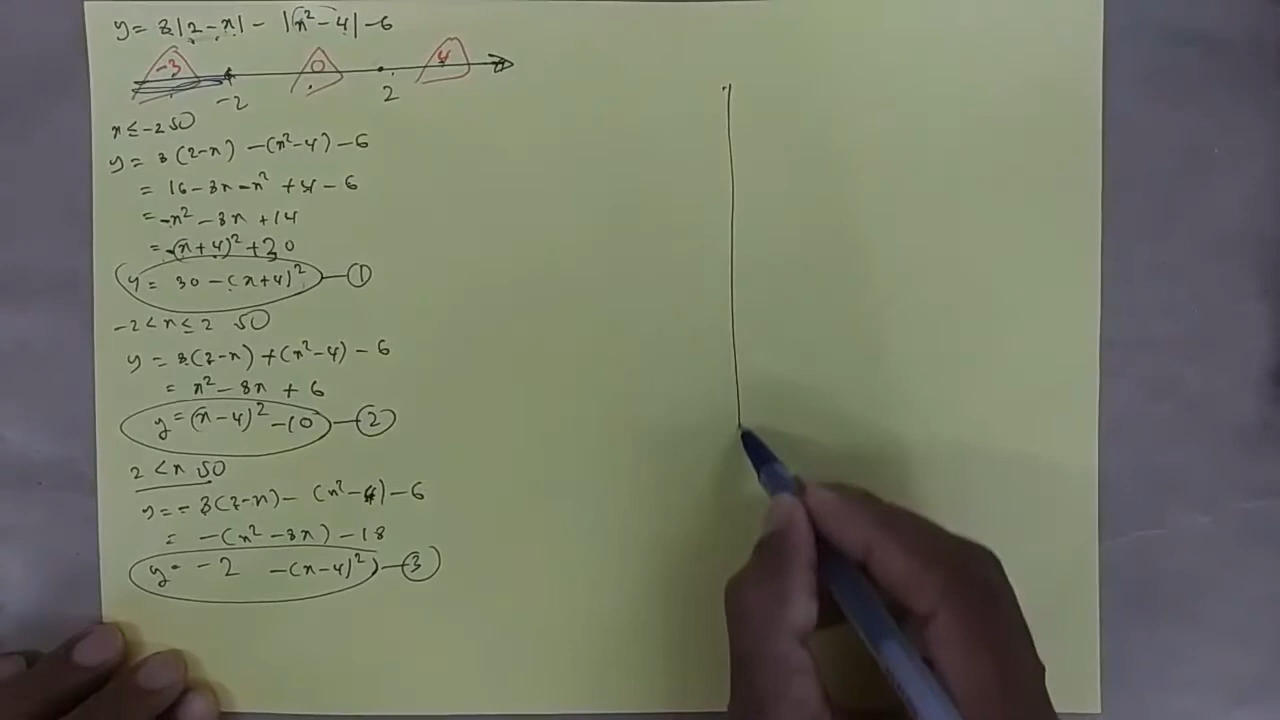 y = 8|2-x| - |x²-4| -6
-3 0 4
-2 2
x ≤ -2 SO
y = 8(2-x) -(x²-4) -6
= 16-8x-x² +4-6
= -x² -8x +14
= -(x+4)² +30
y = 30 -(x+4)² —①
-2 < x ≤ 2 SO
y = 8(2-x) +(x²-4) -6
= x² -8x + 6
y = (x-4)² -10 —②
2 < x SO
y = -8(2-x) - (x²-4) -6
= -(x² -8x) -18
y = -2 -(x-4)² —③